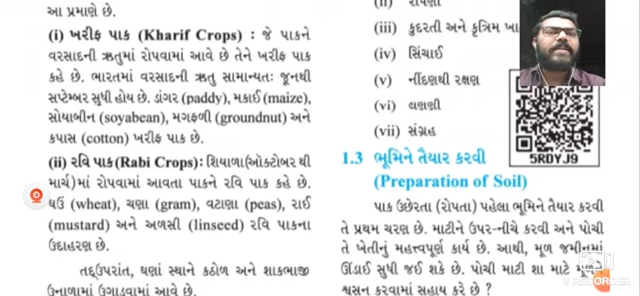 આ પ્રમાણે છે.
(i) ખરીફ પાક (Kharif Crops) : જે પાકને
વરસાદની ઋતુમાં રોપવામાં આવે છે તેને ખરીફ પાક
કહે છે. ભારતમાં વરસાદની ઋતુ સામાન્યતઃ જૂનથી
સપ્ટેમ્બર સુધી હોય છે. ડાંગર (paddy), મકાઈ (maize),
સોયાબીન (soyabean), મગફળી (groundnut) અને
કપાસ (cotton) ખરીફ પાક છે.
(ii) રવિ પાક (Rabi Crops) : શિયાળા (ઑક્ટોબર થી
માર્ચ)માં રોપવામાં આવતા પાકને રવિ પાક કહે છે.
ઘઉં (wheat), ચણા (gram), વટાણા (peas), રાઈ
(mustard) અને અળસી (linseed) રવિ પાકના
ઉદાહરણ છે.
તદ્ઉપરાંત, ઘણાં સ્થાને કઠોળ અને શાકભાજી
ઉનાળામાં ઉગાડવામાં આવે છે.
(ii) રોપણી
(iii) કુદરતી અને કૃત્રિમ
(iv) સિંચાઈ
(v) નીંદણથી રક્ષણ
(vi) લણણી
(vii) સંગ્રહ
5RDYJ9
1.3 ભૂમિને તૈયાર કરવી
(Preparation of Soil)
પાક ઉછેરતા (રોપતા) પહેલા ભૂમિને તૈયાર કરવી
તે પ્રથમ ચરણ છે. માટીને ઉપર-નીચે કરવી અને પોચી
તે ખેતીનું મહત્ત્વપૂર્ણ કાર્ય છે. આથી, મૂળ જમીનમાં
ઊંડાઈ સુધી જઈ શકે છે. પોચી માટી શા માટે મૂળને
શ્વસન કરવામાં સહાય કરે છે ?
RECORDER